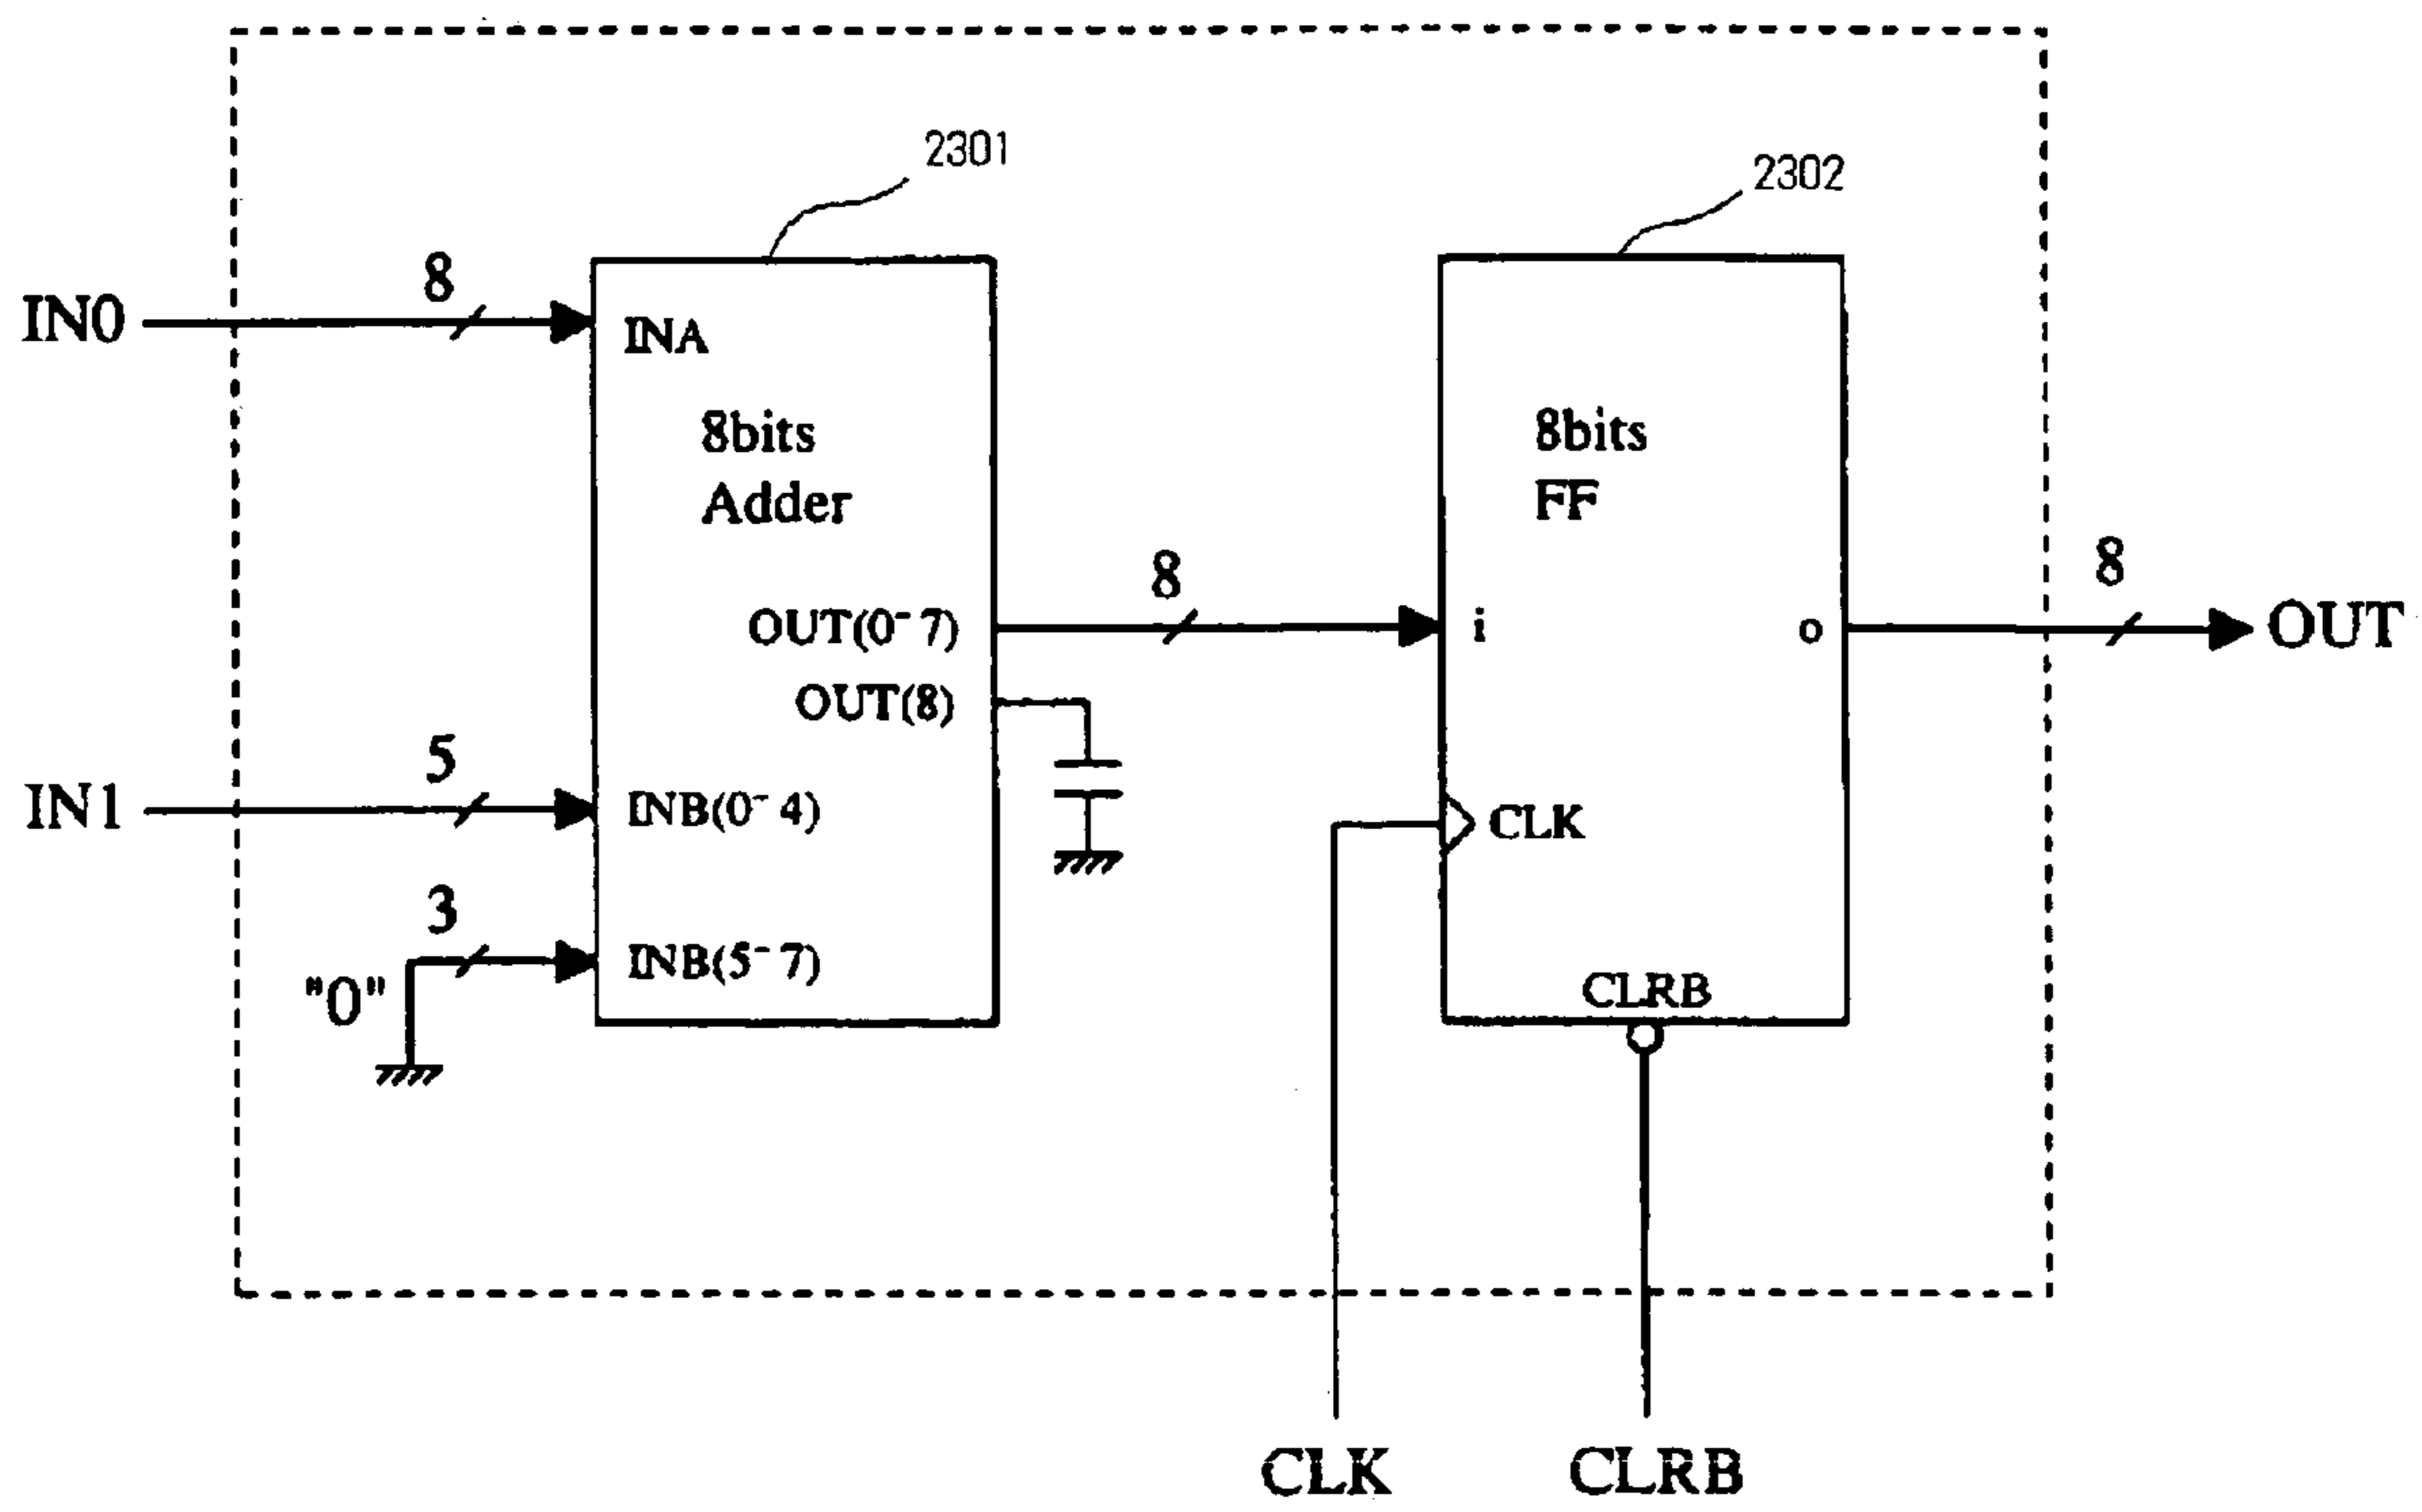 2301
2302
8
IN0
INA
8bits
Adder
8bits
FF
OUT(0-7)
8
i
o
8
OUT
OUT(8)
5
IN1
INB(0-4)
CLK
3
"0"
INB(5-7)
CLRB
CLK
CLRB